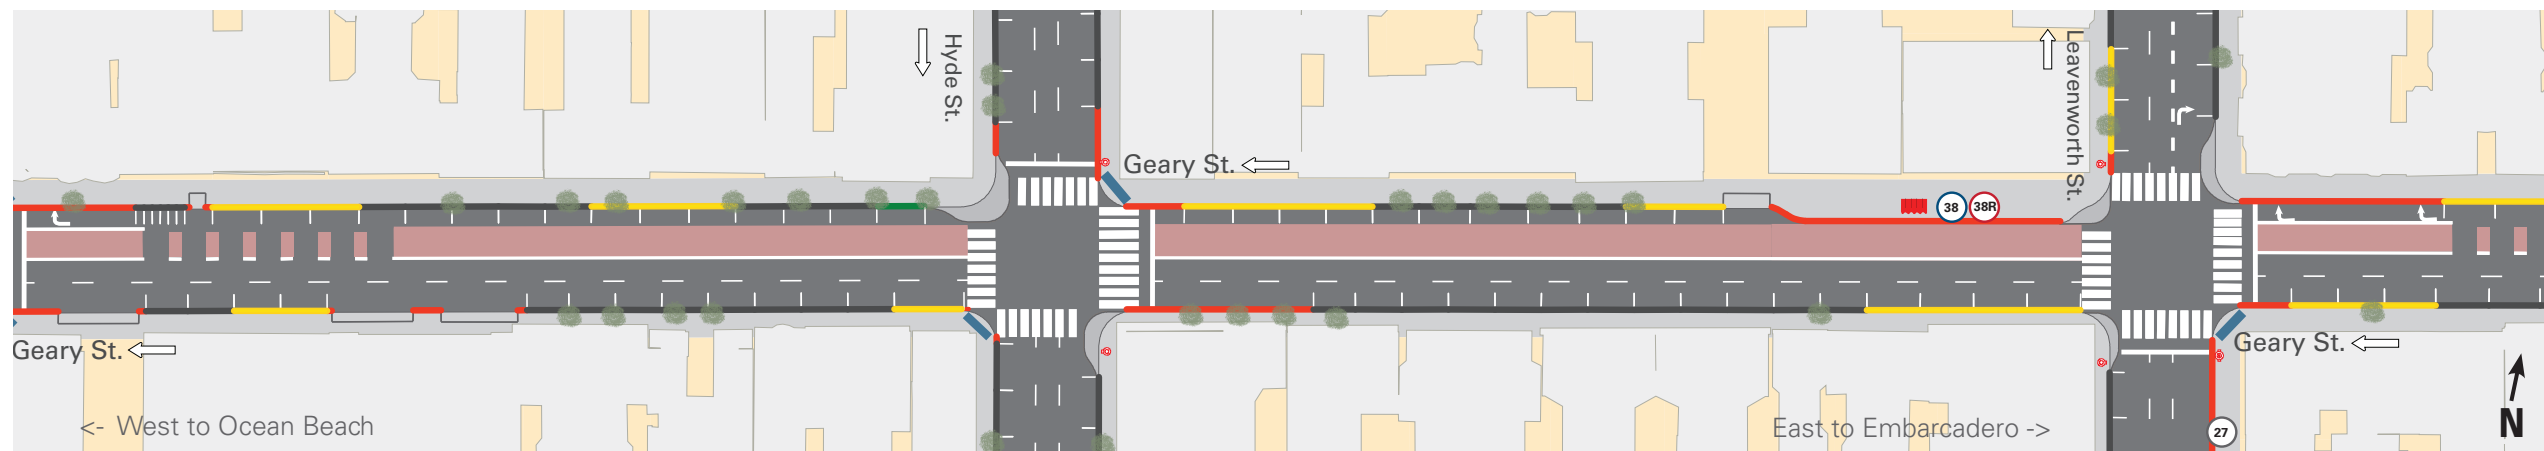 Hyde St.
Leavenworth St.
Geary St.
38
38R
Geary St.
Geary St.
<- West to Ocean Beach
East to Embarcadero ->
27
N